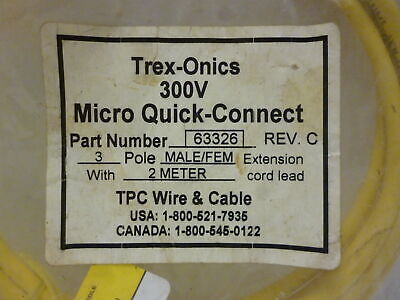 Trex-Onics
300V
Micro Quick-Connect
Part Number 63326 REV. C
3 Pole MALE/FEM Extension
With 2 METER cord lead
TPC Wire & Cable
USA: 1-800-521-7935
CANADA: 1-800-545-0122